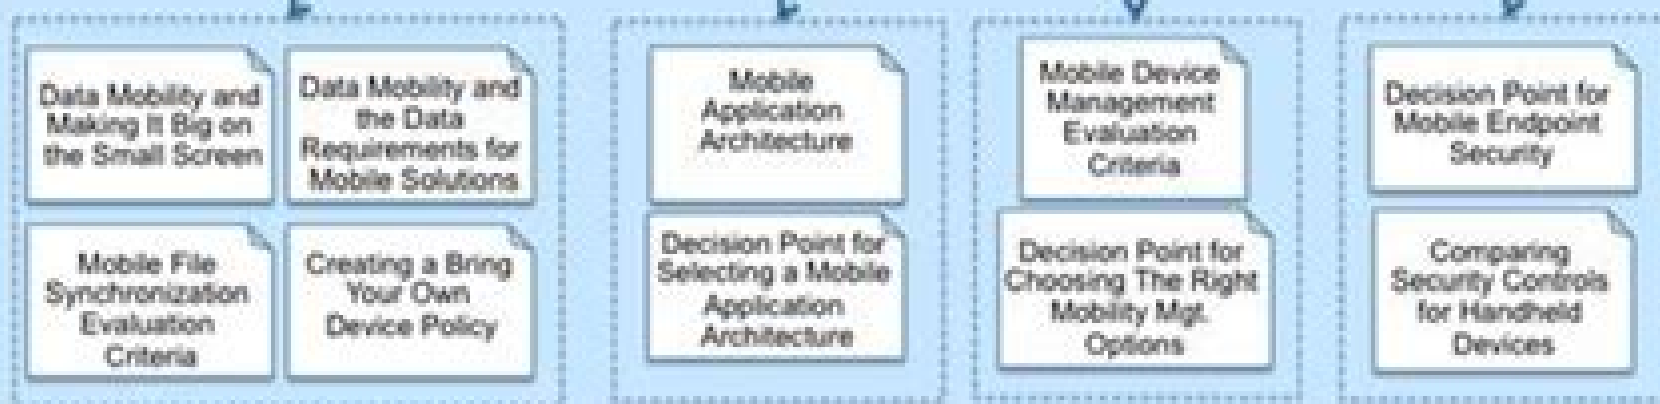 Data Mobility and
Making It Big on
the Small Screen
Data Mobility and
the Data
Requirements for
Mobile Solutions
Mobile File
Synchronization
Evaluation
Criteria
Creating a Bring
Your Own
Device Policy
Mobile
Application
Architecture
Decision Point for
Selecting a Mobile
Application
Architecture
Mobile Device
Management
Evaluation
Criteria
Decision Point for
Choosing The Right
Mobility Mgt.
Options
Decision Point for
Mobile Endpoint
Security
Comparing
Security Controls
for Handheld
Devices